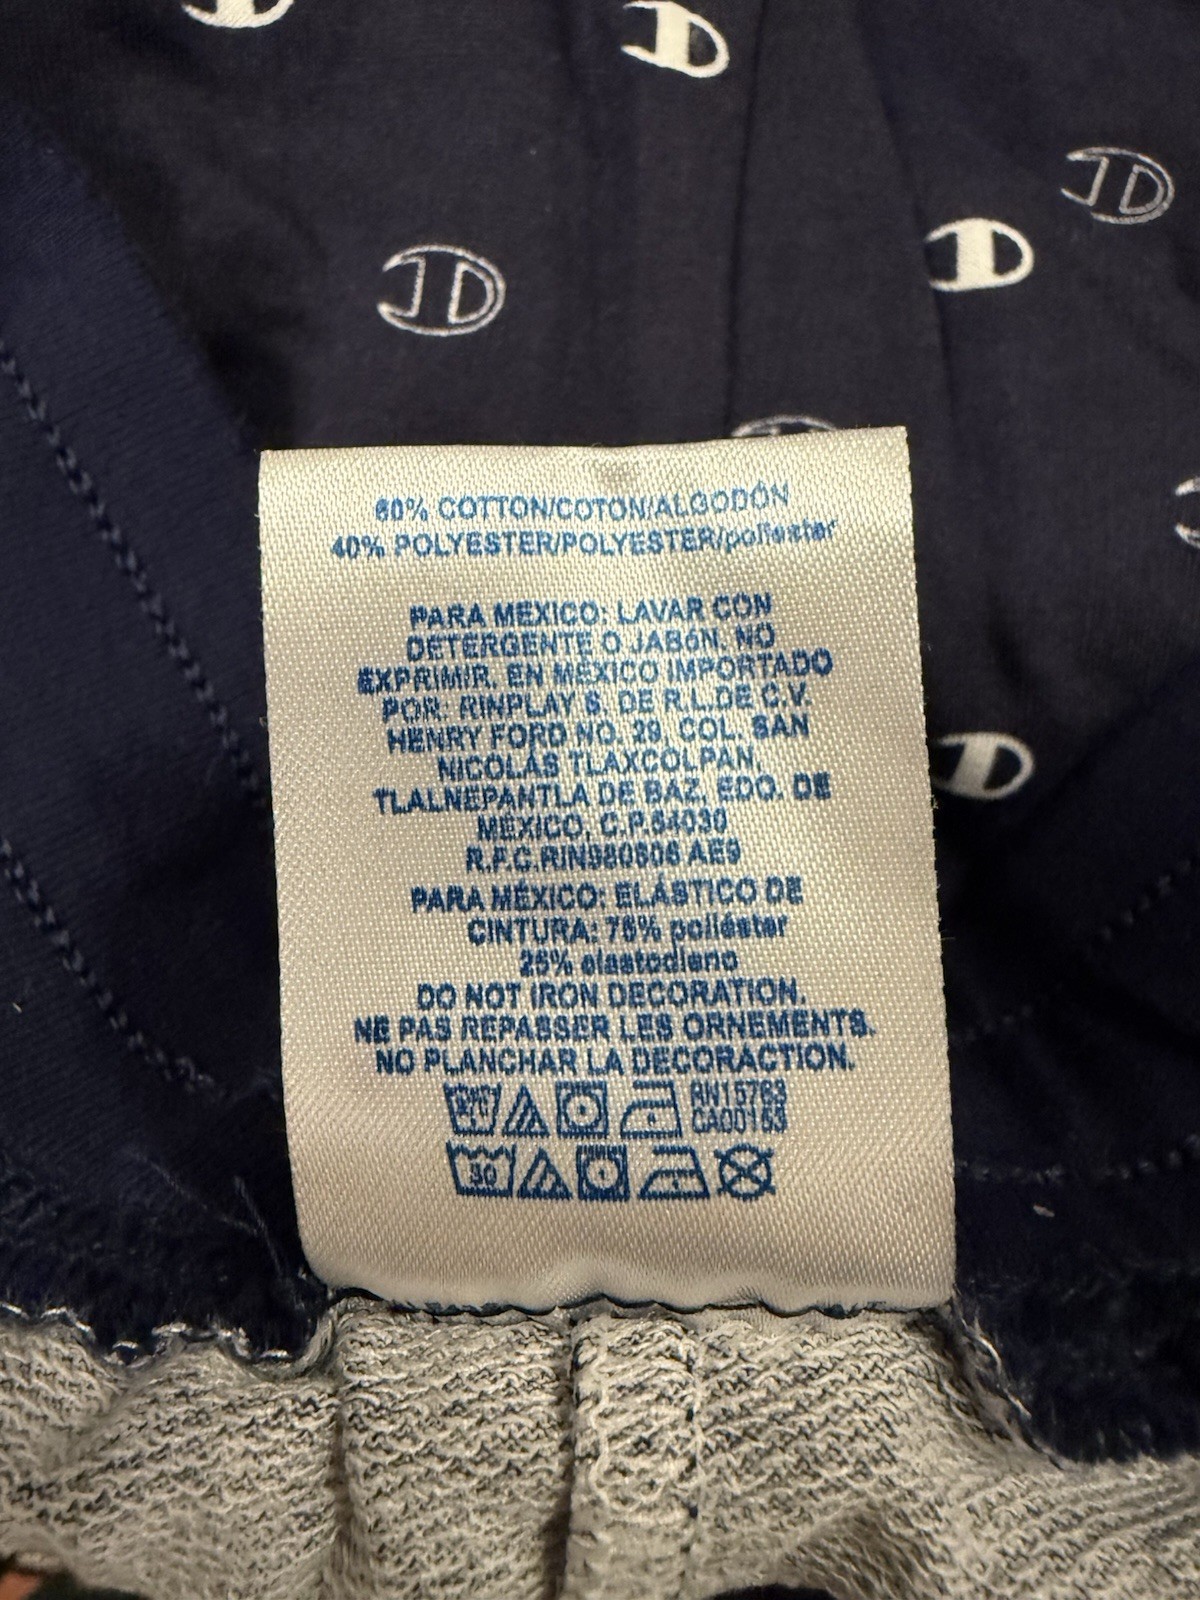 60% COTTON/COTON/ALGODÓN
40% POLYESTER/POLYESTER/poliéster
PARA MEXICO: LAVAR CON
DETERGENTE O JABóN. NO
EXPRIMIR. EN MÉXICO IMPORTADO
POR: RINPLAY S. DE R.L.DE C.V.
HENRY FORD NO. 29, COL. SAN
NICOLÁS TLAXCOLPAN,
TLALNEPANTLA DE BAZ, EDO. DE
MÉXICO, C.P.54030
R.F.C.RIN980606 AE9
PARA MÉXICO: ELÁSTICO DE
CINTURA: 75% poliéster
25% elastodieno
DO NOT IRON DECORATION.
NE PAS REPASSER LES ORNEMENTS.
NO PLANCHAR LA DECORACTION.
RN15763
CA00153
30